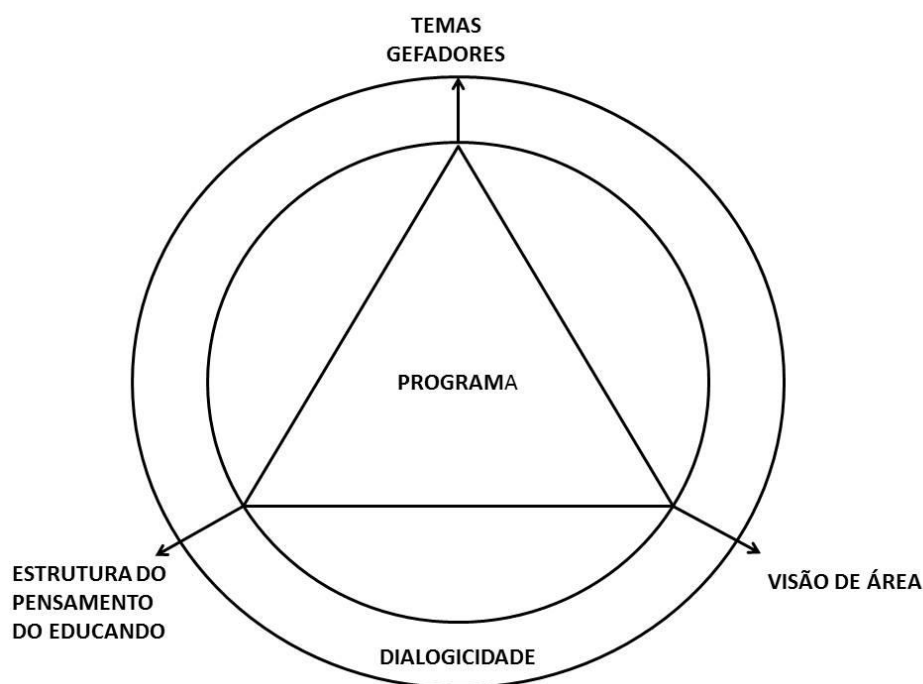 TEMAS
GEFADORES
PROGRAMA
ESTRUTURA DO
PENSAMENTO
DO EDUCANDO
VISÃO DE ÁREA
DIALOGICIDADE